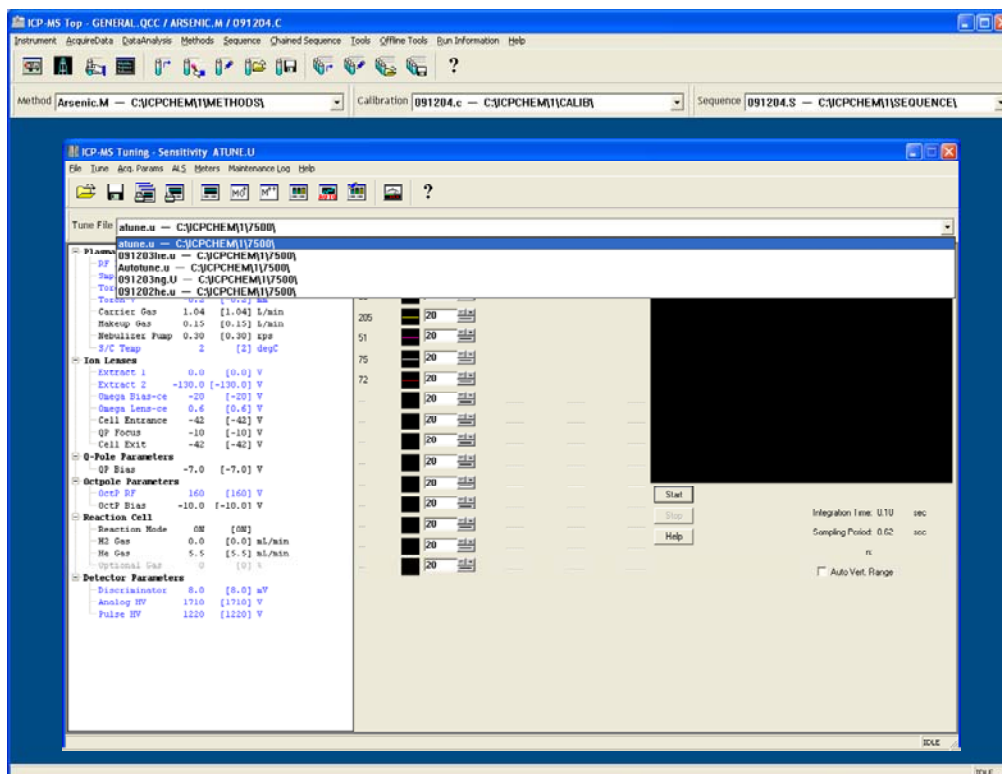 ICP-MS Top - GENERAL.QCC / ARSENIC.M / 091204.C
Instrument AcquireData DataAnalysis Methods Sequence Chained Sequence Tools Offline Tools Run Information Help
?
Method Arsenic.M — C:\ICPCHEM\1\METHODS\ Calibration 091204.c — C:\ICPCHEM\1\CALIB\ Sequence 091204.S — C:\ICPCHEM\1\SEQUENCE\
ICP-MS Tuning - Sensitivity ATUNE.U
File Tune Acq. Params ALS Meters Maintenance Log Help
?
Tune File atune.u — C:\ICPCHEM\1\7500\
atune.u — C:\ICPCHEM\1\7500\
091203he.u — C:\ICPCHEM\1\7500\
Autotune.u — C:\ICPCHEM\1\7500\
091203ng.U — C:\ICPCHEM\1\7500\
091202he.u — C:\ICPCHEM\1\7500\
Carrier Gas 1.04 [1.04] L/min
Makeup Gas 0.15 [0.15] L/min
Nebulizer Pump 0.30 [0.30] rps
S/C Temp 2 [2] degC
Ion Lenses
Extract 1 0.0 [0.0] V
Extract 2 -130.0 [-130.0] V
Omega Bias-ce -20 [-20] V
Omega Lens-ce 0.6 [0.6] V
Cell Entrance -42 [-42] V
QP Focus -10 [-10] V
Cell Exit -42 [-42] V
Q-Pole Parameters
QP Bias -7.0 [-7.0] V
Octpole Parameters
OctP RF 160 [160] V
OctP Bias -10.0 [-10.0] V
Reaction Cell
Reaction Mode ON [ON]
H2 Gas 0.0 [0.0] mL/min
He Gas 5.5 [5.5] mL/min
Optional Gas 0 [0] %
Detector Parameters
Discriminator 8.0 [8.0] mV
Analog HV 1710 [1710] V
Pulse HV 1220 [1220] V
205 20
51 20
75 20
72 20
20
20
20
20
20
20
20
20
20
Start
Stop
Help
Integration Time: 0.10 sec
Sampling Period: 0.62 sec
n:
Auto Vert. Range
IDLE
IDLE